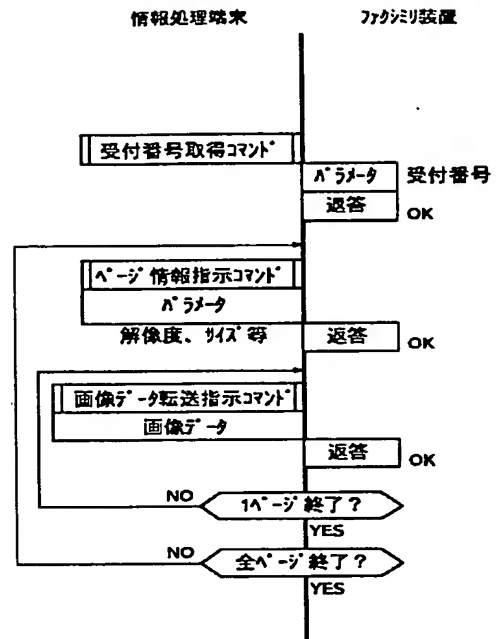 情報処理端末 ファクシミリ装置
受付番号取得コマンド
パラメータ 受付番号
返答 OK
ページ情報指示コマンド
パラメータ
解像度、サイズ等 返答 OK
画像データ転送指示コマンド
画像データ
返答 OK
NO 1ページ終了?
YES
NO 全ページ終了?
YES